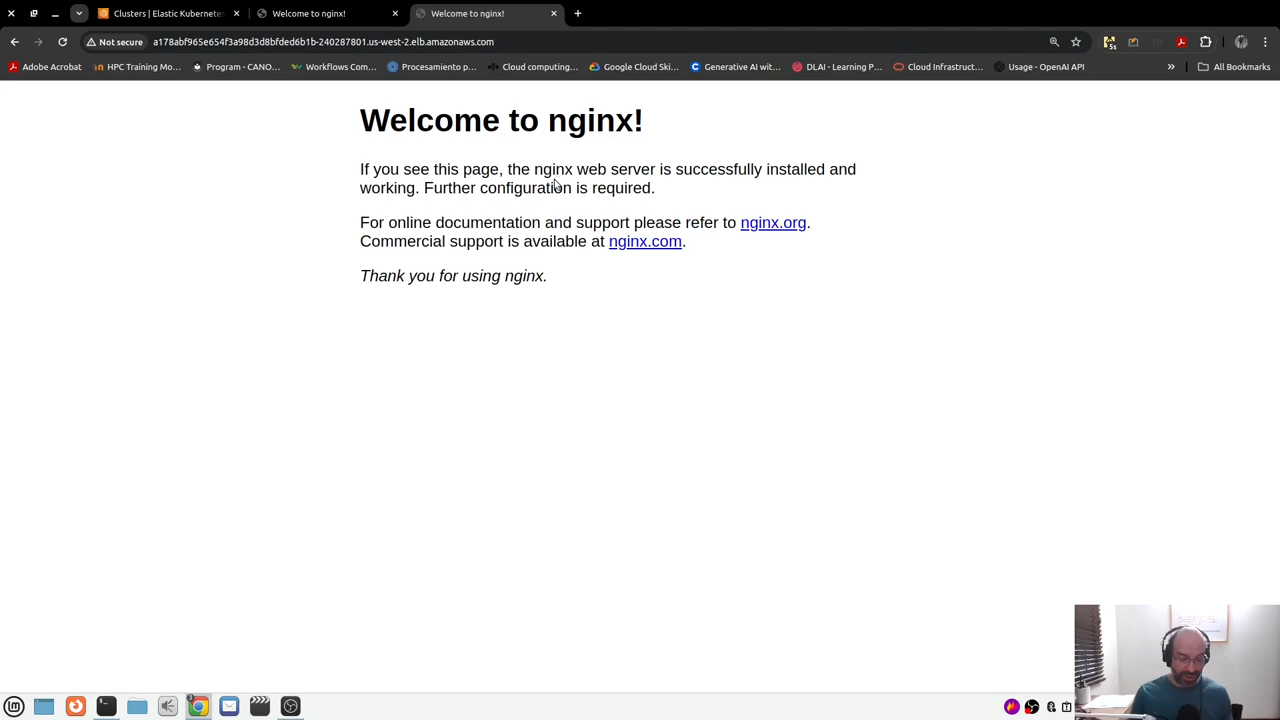 Clusters | Elastic Kubernete
Welcome to nginx!
Welcome to nginx!
Not secure
a178abf965e654f3a98d3d8bfded6b1b-240287801.us-west-2.elb.amazonaws.com
5s
Adobe Acrobat
HPC Training Mo...
Program - CANO...
Workflows Com...
Procesamiento p...
Cloud computing...
Google Cloud Ski...
Generative AI wit...
DLAI - Learning P...
Cloud Infrastruct...
Usage - OpenAI API
All Bookmarks
Welcome to nginx!
If you see this page, the nginx web server is successfully installed and
working. Further configuration is required.
For online documentation and support please refer to nginx.org.
Commercial support is available at nginx.com.
Thank you for using nginx.
3